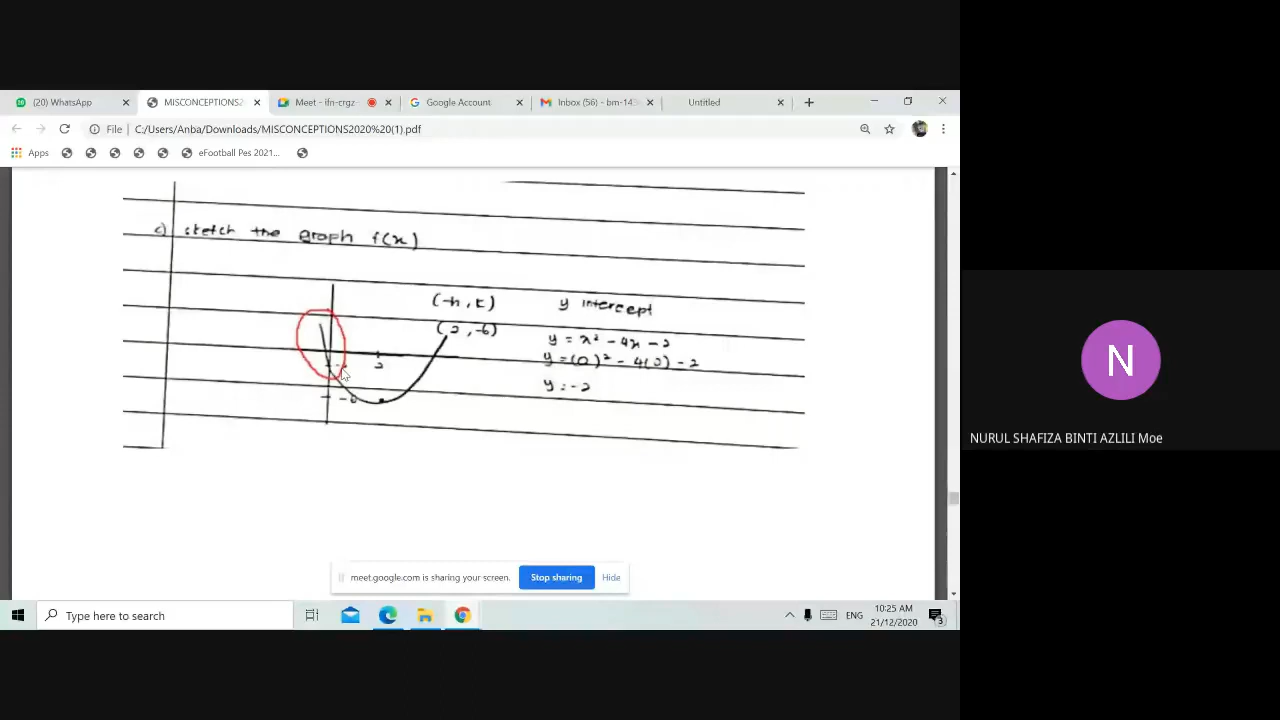 (20) WhatsApp
MISCONCEPTIONS2
Meet - ifn-crgz-
Google Account
Inbox (56) - bm-143
Untitled
File
C:/Users/Anba/Downloads/MISCONCEPTIONS2020%20(1).pdf
Apps
eFootball Pes 2021...
c) sketch the graph f(x)
(-h, k)
y intercept
(2, -6)
y = x² - 4x - 2
y = (0)² - 4(0) - 2
2
y = -2
N
NURUL SHAFIZA BINTI AZLILI Moe
meet.google.com is sharing your screen.
Stop sharing
Hide
Type here to search
ENG
10:25 AM
21/12/2020
3